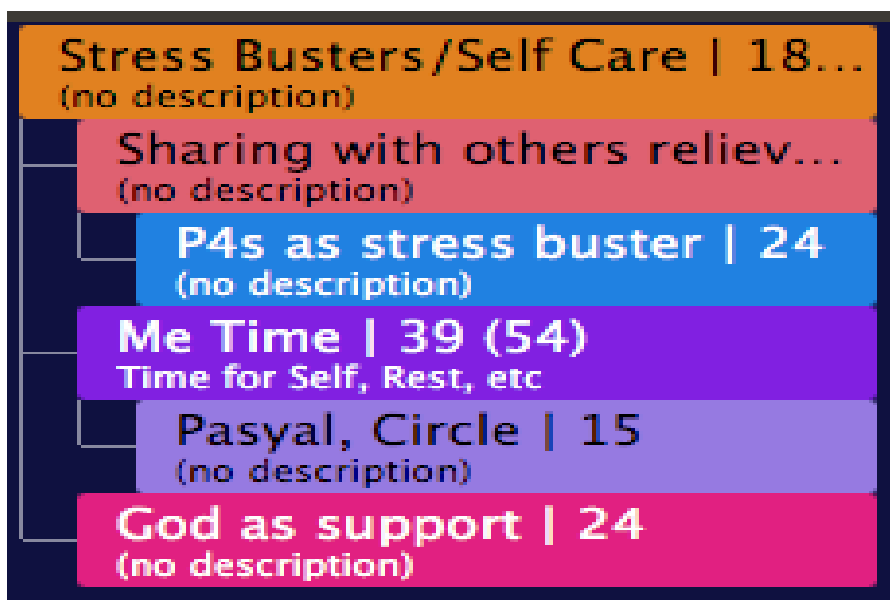 Stress Busters/Self Care | 18...
(no description)
Sharing with others reliev...
(no description)
P4s as stress buster | 24
(no description)
Me Time | 39 (54)
Time for Self, Rest, etc
Pasyal, Circle | 15
(no description)
God as support | 24
(no description)